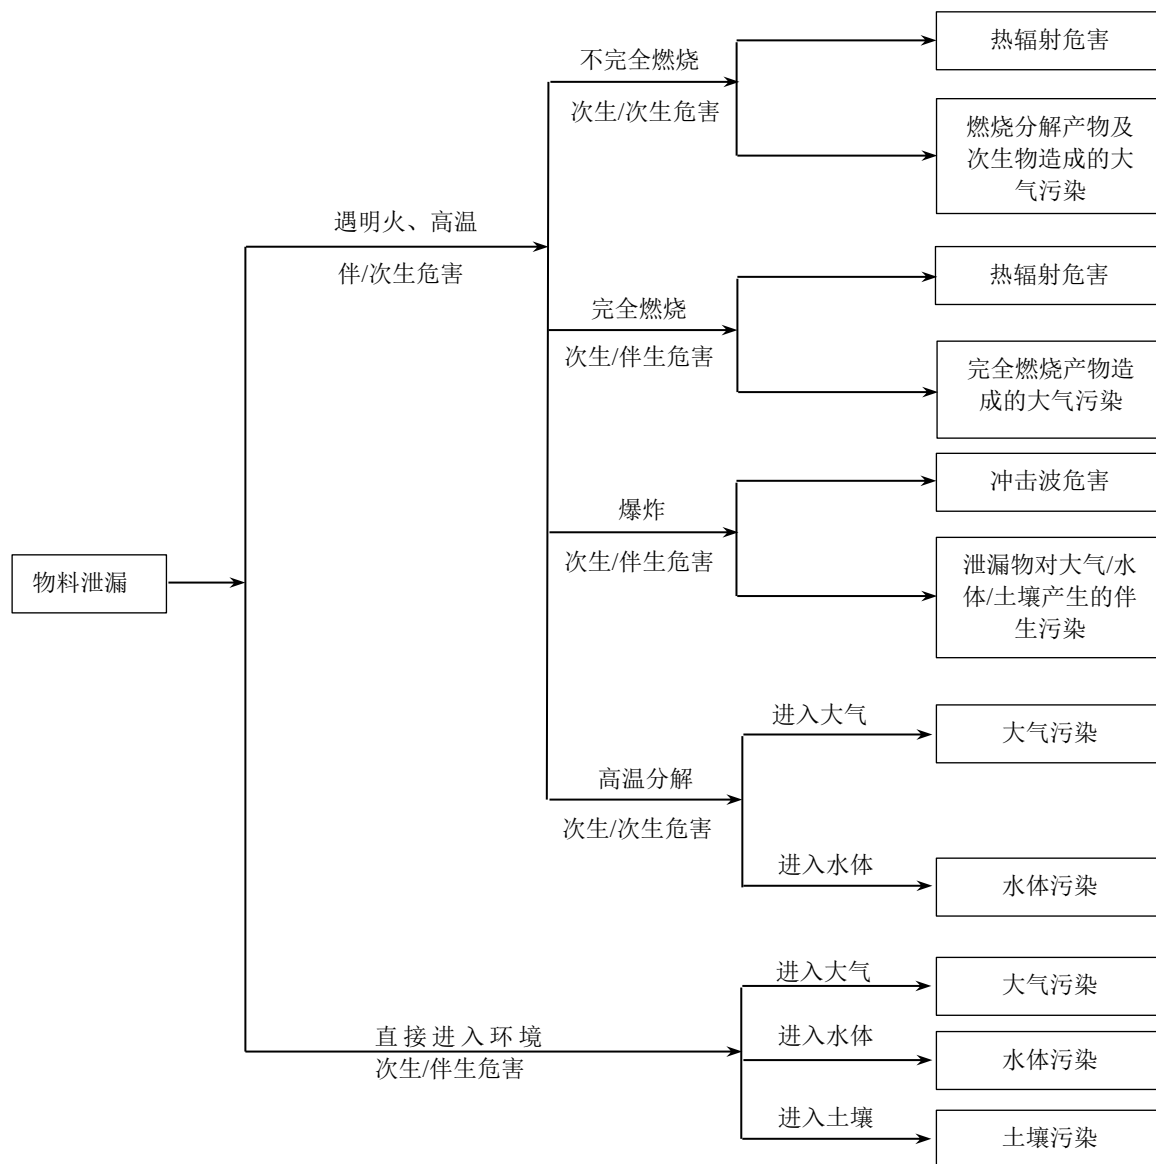 热辐射危害
不完全燃烧
次生/次生危害
燃烧分解产物及
次生物造成的大
气污染
遇明火、高温
伴/次生危害
热辐射危害
完全燃烧
次生/伴生危害
完全燃烧产物造
成的大气污染
冲击波危害
爆炸
次生/伴生危害
泄漏物对大气/水
体/土壤产生的伴
生污染
物料泄漏
进入大气
大气污染
高温分解
次生/次生危害
进入水体
水体污染
进入大气
大气污染
直接进入环境
次生/伴生危害
进入水体
水体污染
进入土壤
土壤污染